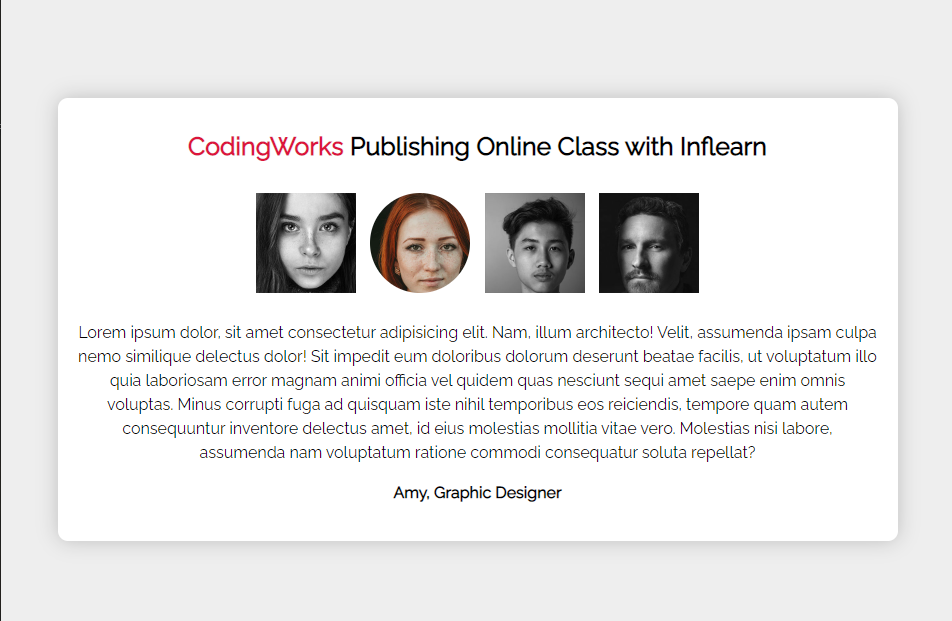 CodingWorks Publishing Online Class with Inflearn
Lorem ipsum dolor, sit amet consectetur adipisicing elit. Nam, illum architecto! Velit, assumenda ipsam culpa
nemo similique delectus dolor! Sit impedit eum doloribus dolorum deserunt beatae facilis, ut voluptatum illo
quia laboriosam error magnam animi officia vel quidem quas nesciunt sequi amet saepe enim omnis
voluptas. Minus corrupti fuga ad quisquam iste nihil temporibus eos reiciendis, tempore quam autem
consequuntur inventore delectus amet, id eius molestias mollitia vitae vero. Molestias nisi labore,
assumenda nam voluptatum ratione commodi consequatur soluta repellat?
Amy, Graphic Designer